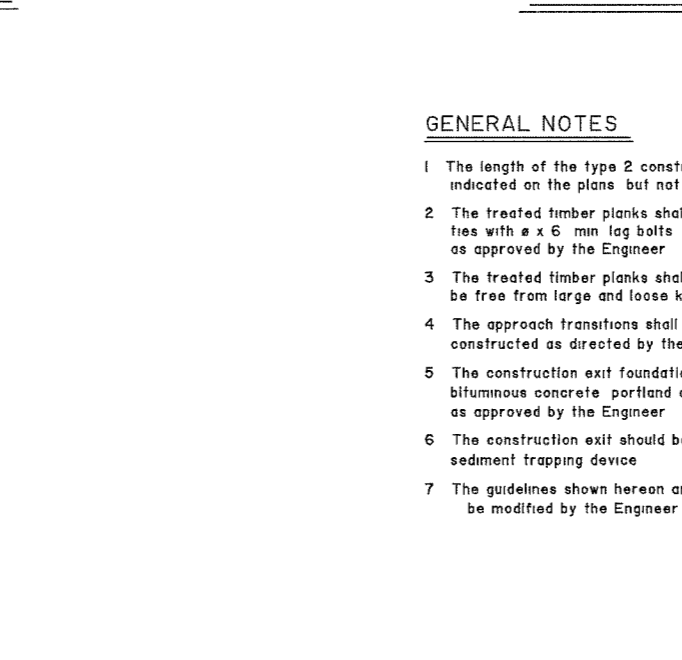 GENERAL NOTES
1 The length of the type 2
indicated on the plans but not
2 The treated timber planks
ties with ø x 6 min lag bolts
as approved by the Engineer
3 The treated timber planks
be free from large and loose
4 The approach transitions shall
constructed as directed by the
5 The construction exit
bituminous concrete portland
as approved by the Engineer
6 The construction exit should
sediment trapping device
7 The guidelines shown hereon
be modified by the Engineer